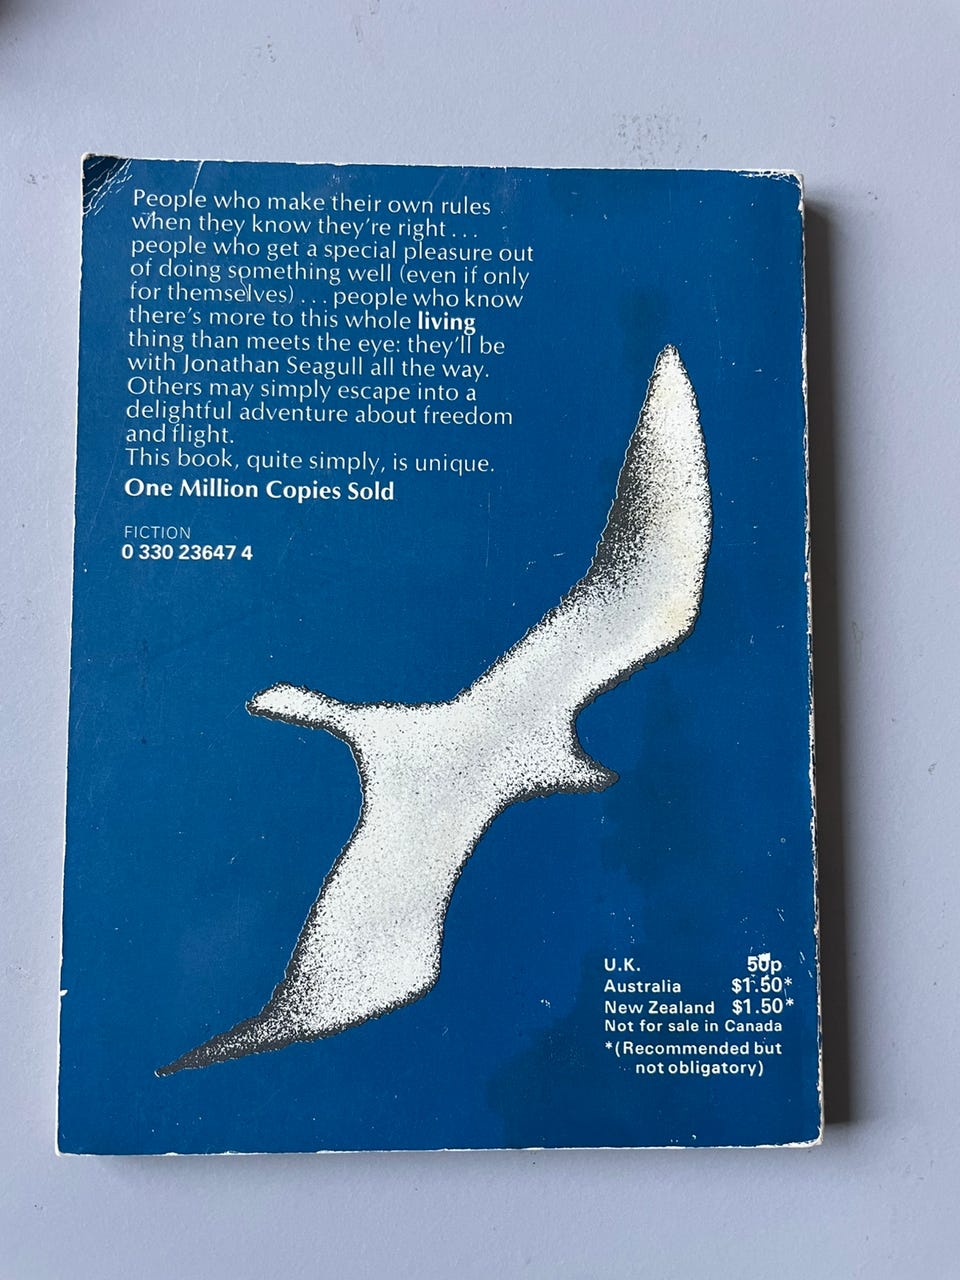 People who make their own rules
when they know they're right...
people who get a special pleasure out
of doing something well (even if only
for themselves)...people who know
there's more to this whole living
thing than meets the eye: they'll be
with Jonathan Seagull all the way.
Others may simply escape into a
delightful adventure about freedom
and flight.
This book, quite simply, is unique.
One Million Copies Sold
FICTION
0 330 23647 4
U.K. 50p
Australia $1.50*
New Zealand $1.50*
Not for sale in Canada
*(Recommended but
not obligatory)